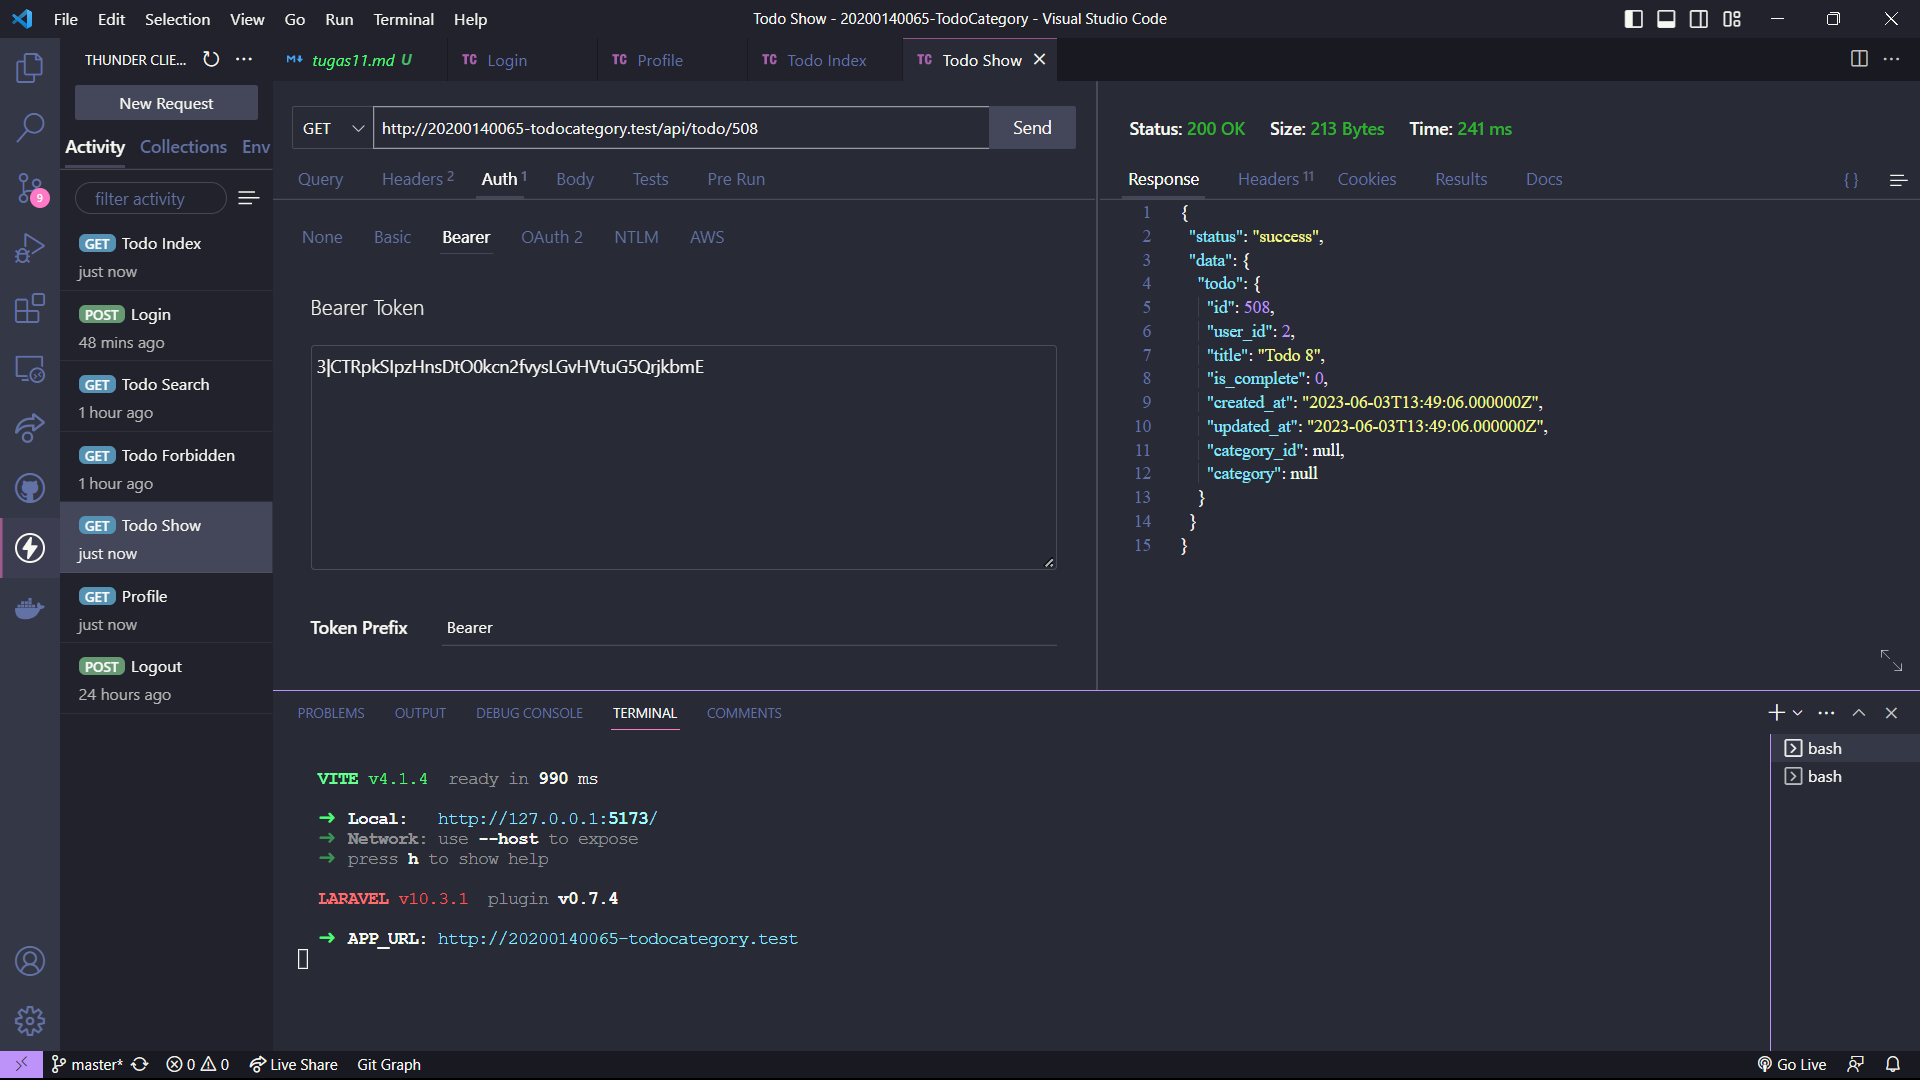 File Edit Selection View Go Run Terminal Help
Todo Show - 20200140065-TodoCategory - Visual Studio Code
THUNDER CLIE...
New Request
Activity Collections Env
filter activity
GET Todo Index
just now
POST Login
48 mins ago
GET Todo Search
1 hour ago
GET Todo Forbidden
1 hour ago
GET Todo Show
just now
GET Profile
just now
POST Logout
24 hours ago
9
tugas11.md U
TC Login
TC Profile
TC Todo Index
TC Todo Show
GET http://20200140065-todocategory.test/api/todo/508 Send
Query Headers 2 Auth 1 Body Tests Pre Run
None Basic Bearer OAuth 2 NTLM AWS
Bearer Token
3|CTRpkSIpzHnsDtO0kcn2fvysLGvHVtuG5QrjkbmE
Token Prefix Bearer
Status: 200 OK Size: 213 Bytes Time: 241 ms
Response Headers 11 Cookies Results Docs { }
1 {
2 "status": "success",
3 "data": {
4 "todo": {
5 "id": 508,
6 "user_id": 2,
7 "title": "Todo 8",
8 "is_complete": 0,
9 "created_at": "2023-06-03T13:49:06.000000Z",
10 "updated_at": "2023-06-03T13:49:06.000000Z",
11 "category_id": null,
12 "category": null
13 }
14 }
15 }
PROBLEMS OUTPUT DEBUG CONSOLE TERMINAL COMMENTS
VITE v4.1.4 ready in 990 ms
➜ Local: http://127.0.0.1:5173/
➜ Network: use --host to expose
➜ press h to show help
LARAVEL v10.3.1 plugin v0.7.4
➜ APP_URL: http://20200140065-todocategory.test
bash
bash
master* 0 0 Live Share Git Graph
Go Live